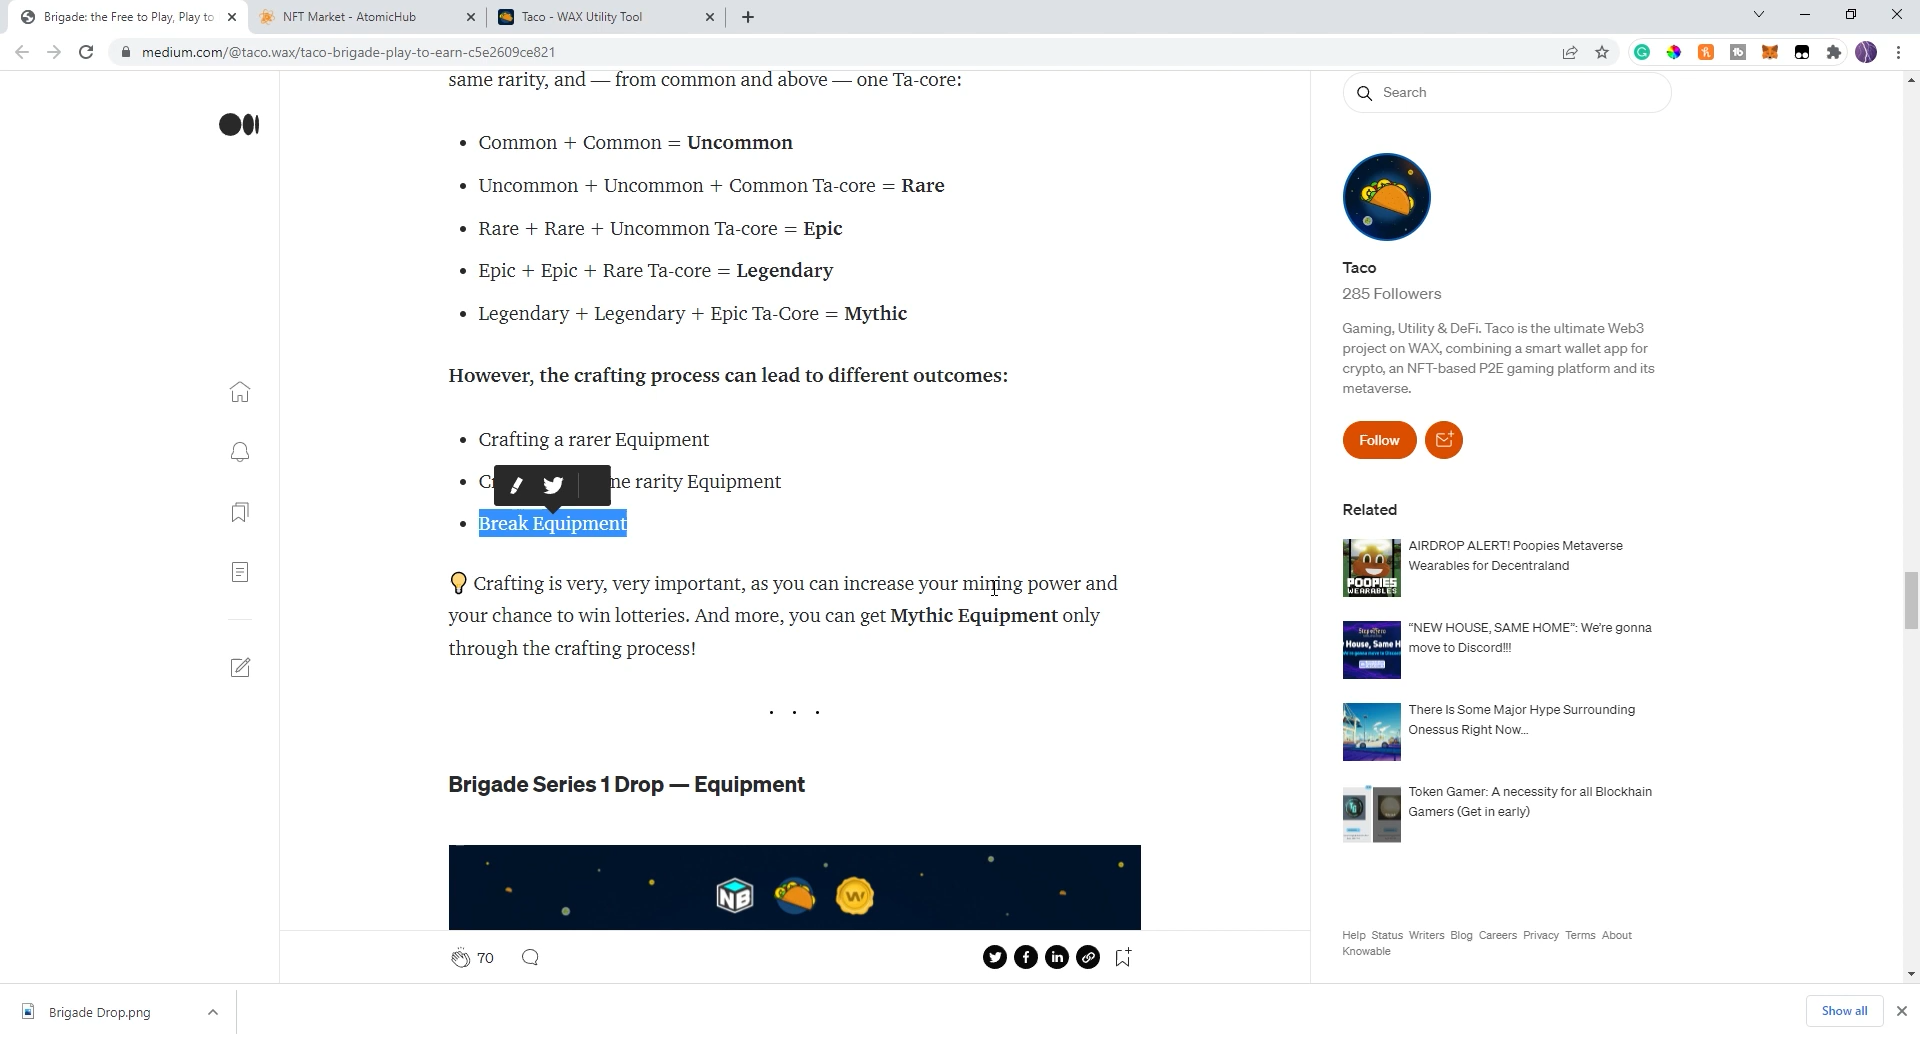 Brigade: the Free to Play, Play to
NFT Market - AtomicHub
Taco - WAX Utility Tool
medium.com/@taco.wax/taco-brigade-play-to-earn-c5e2609ce821
same rarity, and — from common and above — one Ta-core:
Common + Common = Uncommon
Uncommon + Uncommon + Common Ta-core = Rare
Rare + Rare + Uncommon Ta-core = Epic
Epic + Epic + Rare Ta-core = Legendary
Legendary + Legendary + Epic Ta-Core = Mythic
However, the crafting process can lead to different outcomes:
Crafting a rarer Equipment
rarity Equipment
Break Equipment
Crafting is very, very important, as you can increase your mining power and
your chance to win lotteries. And more, you can get Mythic Equipment only
through the crafting process!
. . .
Brigade Series 1 Drop — Equipment
NB
W
70
Search
Taco
285 Followers
Gaming, Utility & DeFi. Taco is the ultimate Web3
project on WAX, combining a smart wallet app for
crypto, an NFT-based P2E gaming platform and its
metaverse.
Follow
Related
AIRDROP ALERT! Poopies Metaverse
Wearables for Decentraland
POOPIES
WEARABLES
"NEW HOUSE, SAME HOME": We're gonna
move to Discord!!!
There Is Some Major Hype Surrounding
Onessus Right Now...
Token Gamer: A necessity for all Blockhain
Gamers (Get in early)
Help Status Writers Blog Careers Privacy Terms About
Knowable
Brigade Drop.png
Show all